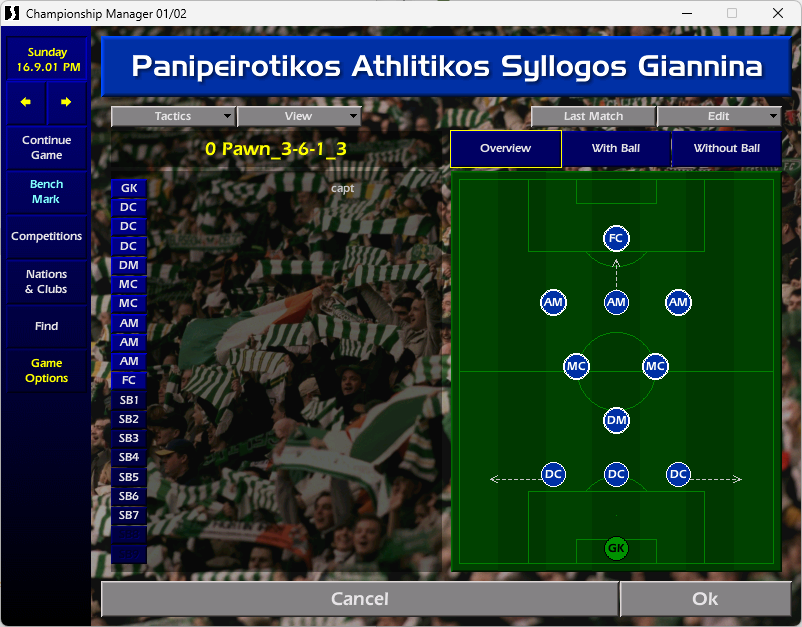 Championship Manager 01/02
Sunday
16.9.01 PM
Panipeirotikos Athlitikos Syllogos Giannina
Continue
Game
Bench
Mark
Competitions
Nations
& Clubs
Find
Game
Options
Tactics
View
Last Match
Edit
0 Pawn_3-6-1_3
Overview
With Ball
Without Ball
GK
capt
DC
DC
DC
DM
MC
MC
AM
AM
AM
FC
SB1
SB2
SB3
SB4
SB5
SB6
SB7
FC
AM AM AM
MC MC
DM
DC DC DC
GK
Cancel
Ok